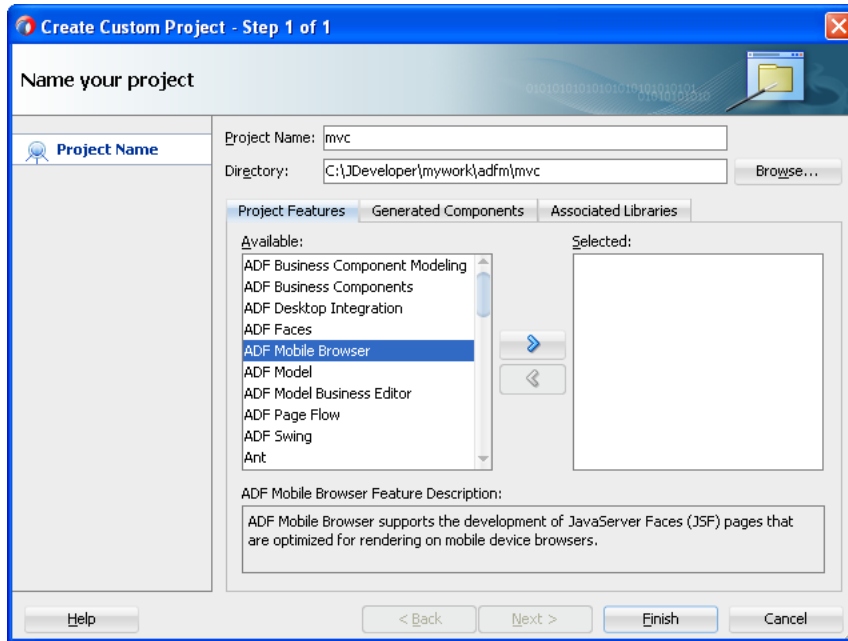 Create Custom Project - Step 1 of 1
Name your project
Project Name
Project Name: mvc
Directory: C:\JDeveloper\mywork\adfm\mvc Browse...
Project Features Generated Components Associated Libraries
Available: Selected:
ADF Business Component Modeling
ADF Business Components
ADF Desktop Integration
ADF Faces
ADF Mobile Browser
ADF Model
ADF Model Business Editor
ADF Page Flow
ADF Swing
Ant
ADF Mobile Browser Feature Description:
ADF Mobile Browser supports the development of JavaServer Faces (JSF) pages that
are optimized for rendering on mobile device browsers.
Help < Back Next > Finish Cancel